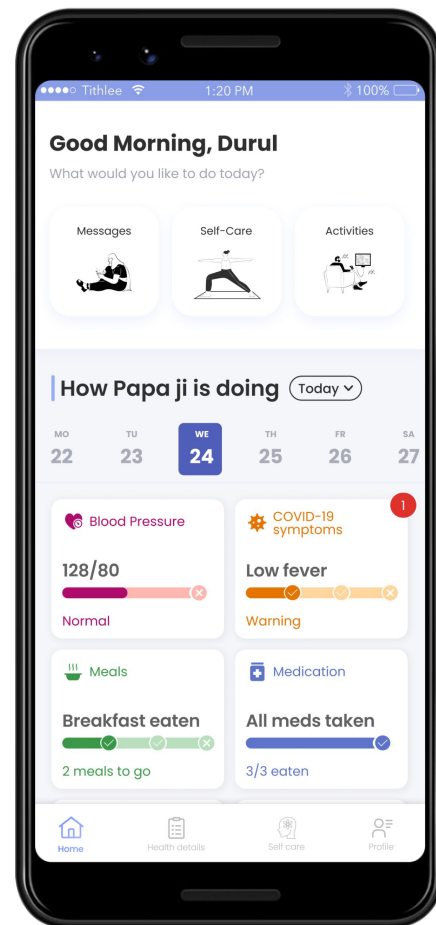 Tithlee 1:20 PM 100%
Good Morning, Durul
What would you like to do today?
Messages Self-Care Activities
How Papa ji is doing Today
MO TU WE TH FR SA
22 23 24 25 26 27
Blood Pressure
128/80
Normal
1
COVID-19
symptoms
Low fever
Warning
Meals
Breakfast eaten
2 meals to go
Medication
All meds taken
3/3 eaten
Home Health details Self care Profile